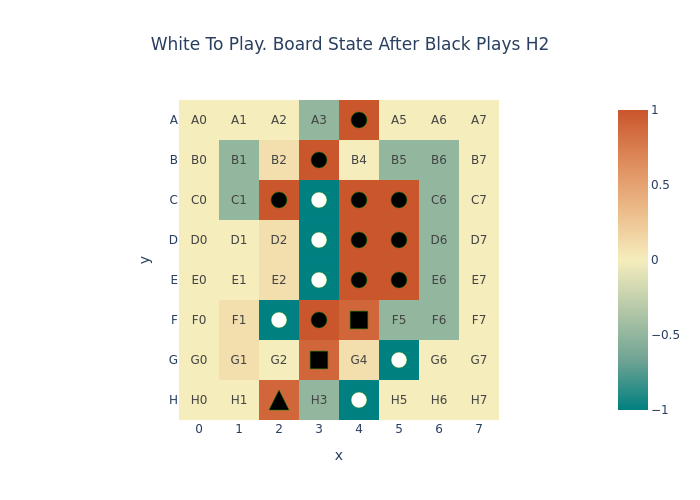 White To Play. Board State After Black Plays H2
A A0 A1 A2 A3 A5 A6 A7
B B0 B1 B2 B4 B5 B6 B7
C C0 C1 C6 C7
D D0 D1 D2 D6 D7
E E0 E1 E2 E6 E7
F F0 F1 F5 F6 F7
G G0 G1 G2 G4 G6 G7
H H0 H1 H3 H5 H6 H7
0 1 2 3 4 5 6 7
x
y
1
0.5
0
−0.5
−1